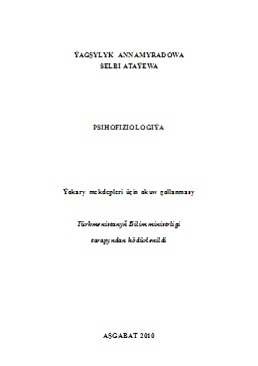 ÝAGŞYLYK ANNAMYRADOWA
SELBI ATAÝEWA
PSIHOFIZIOLOGIÝA
Ýokary mekdepleri üçin okuw gollanmasy
Türkmenistanyň Bilim ministrligi
tarapyndan hödürlenildi
AŞGABAT 2010